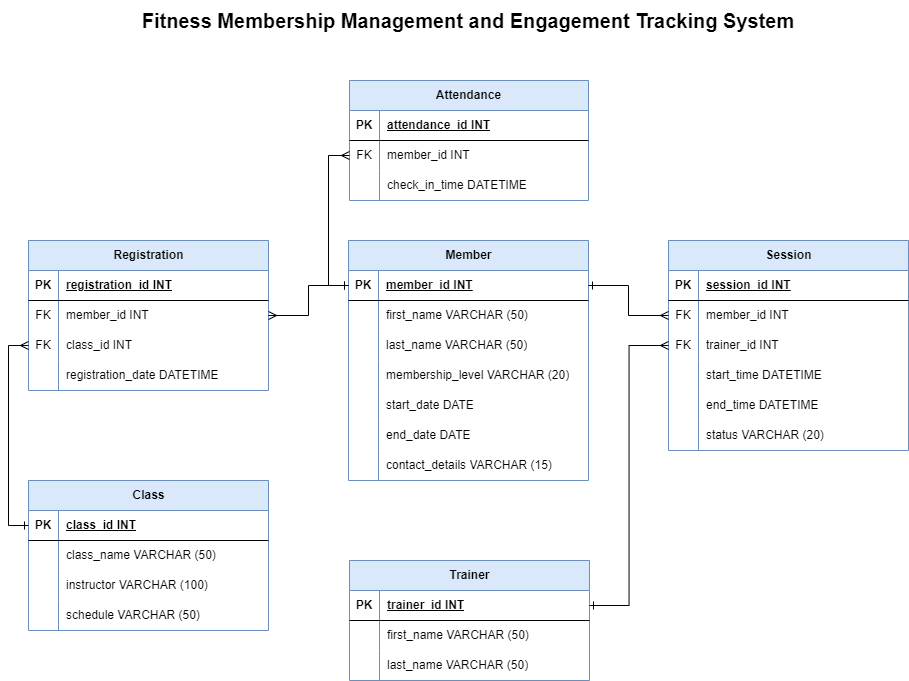 Fitness Membership Management and Engagement Tracking System
Attendance
PK attendance_id INT
FK member_id INT
check_in_time DATETIME
Registration
PK registration_id INT
FK member_id INT
FK class_id INT
registration_date DATETIME
Member
PK member_id INT
first_name VARCHAR (50)
last_name VARCHAR (50)
membership_level VARCHAR (20)
start_date DATE
end_date DATE
contact_details VARCHAR (15)
Session
PK session_id INT
FK member_id INT
FK trainer_id INT
start_time DATETIME
end_time DATETIME
status VARCHAR (20)
Class
PK class_id INT
class_name VARCHAR (50)
instructor VARCHAR (100)
schedule VARCHAR (50)
Trainer
PK trainer_id INT
first_name VARCHAR (50)
last_name VARCHAR (50)